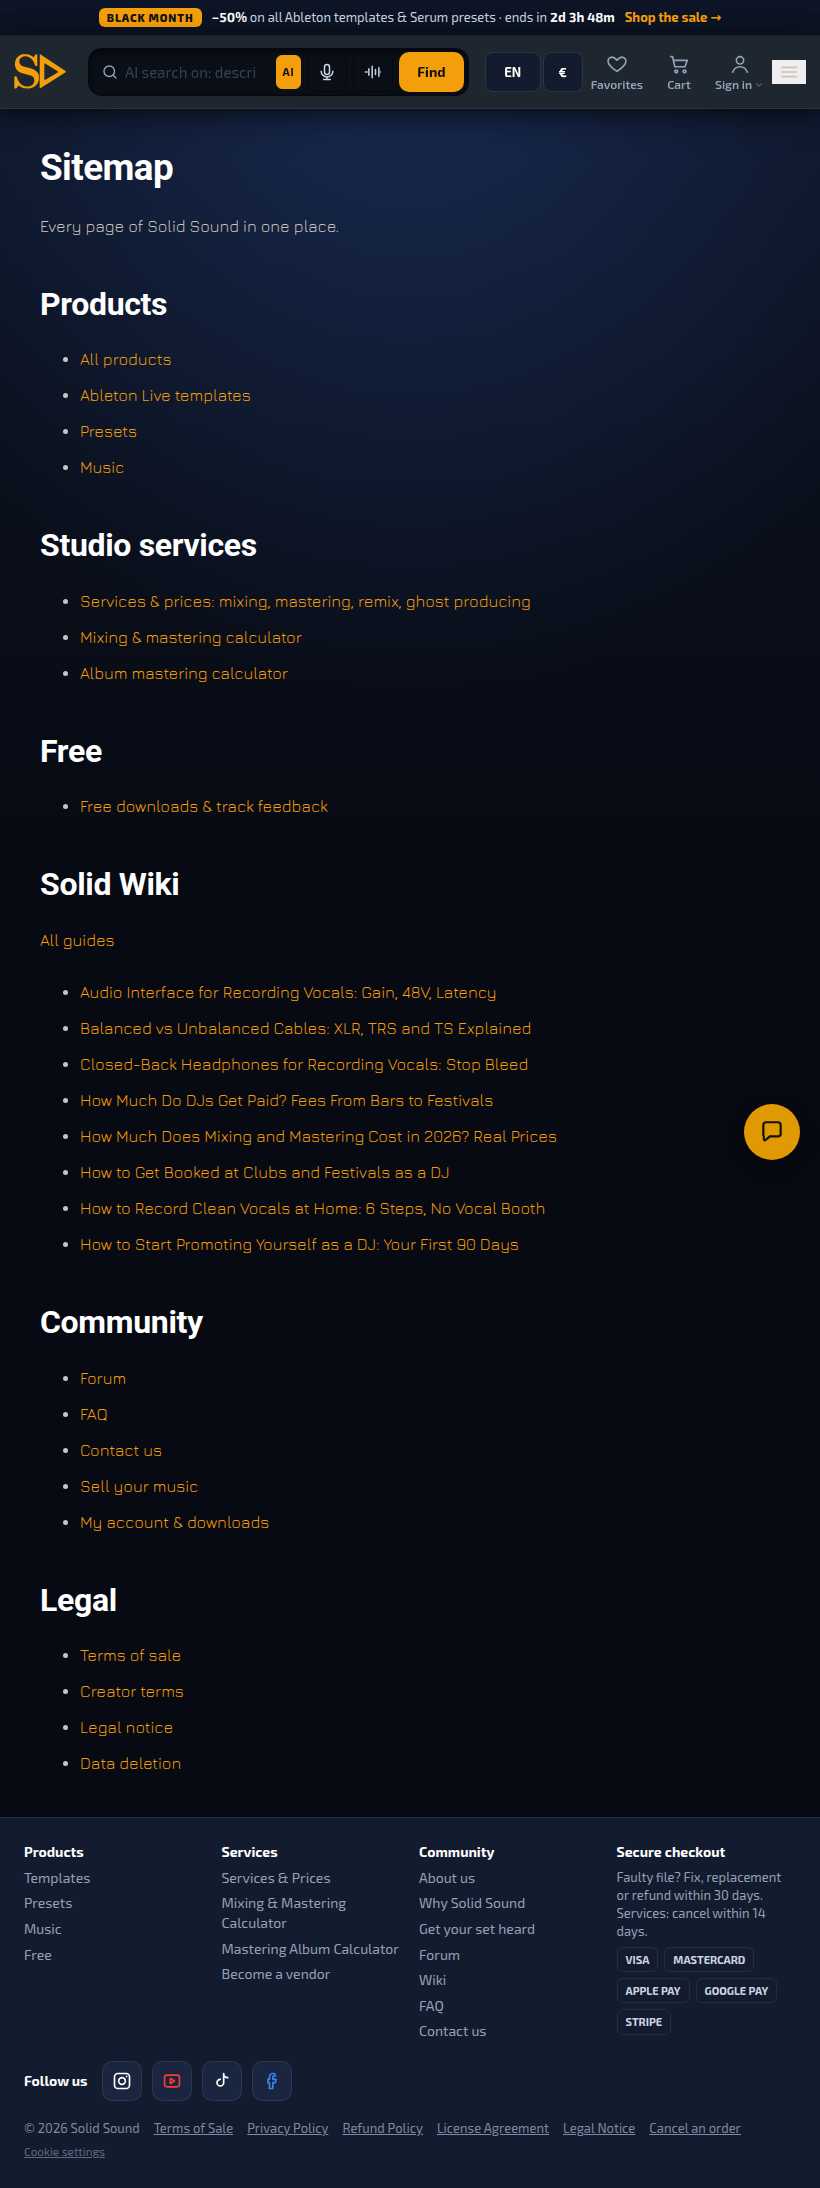 BLACK MONTH −50% on all Ableton templates & Serum presets · ends in 2d 3h 48m Shop the sale →
AI search on: descri AI Find EN € Favorites Cart Sign in
Sitemap
Every page of Solid Sound in one place.
Products
All products
Ableton Live templates
Presets
Music
Studio services
Services & prices: mixing, mastering, remix, ghost producing
Mixing & mastering calculator
Album mastering calculator
Free
Free downloads & track feedback
Solid Wiki
All guides
Audio Interface for Recording Vocals: Gain, 48V, Latency
Balanced vs Unbalanced Cables: XLR, TRS and TS Explained
Closed-Back Headphones for Recording Vocals: Stop Bleed
How Much Do DJs Get Paid? Fees From Bars to Festivals
How Much Does Mixing and Mastering Cost in 2026? Real Prices
How to Get Booked at Clubs and Festivals as a DJ
How to Record Clean Vocals at Home: 6 Steps, No Vocal Booth
How to Start Promoting Yourself as a DJ: Your First 90 Days
Community
Forum
FAQ
Contact us
Sell your music
My account & downloads
Legal
Terms of sale
Creator terms
Legal notice
Data deletion
Products
Templates
Presets
Music
Free
Services
Services & Prices
Mixing & Mastering
Calculator
Mastering Album Calculator
Become a vendor
Community
About us
Why Solid Sound
Get your set heard
Forum
Wiki
FAQ
Contact us
Secure checkout
Faulty file? Fix, replacement
or refund within 30 days.
Services: cancel within 14
days.
VISA MASTERCARD
APPLE PAY GOOGLE PAY
STRIPE
Follow us
© 2026 Solid Sound Terms of Sale Privacy Policy Refund Policy License Agreement Legal Notice Cancel an order
Cookie settings